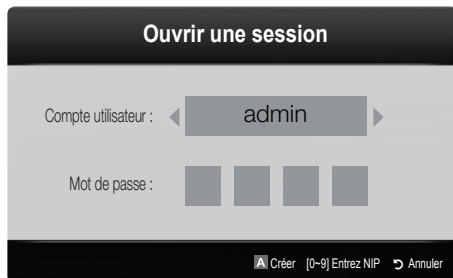 Ouvrir une session
Compte utilisateur : admin
Mot de passe :
A Créer [0~9] Entrez NIP Annuler